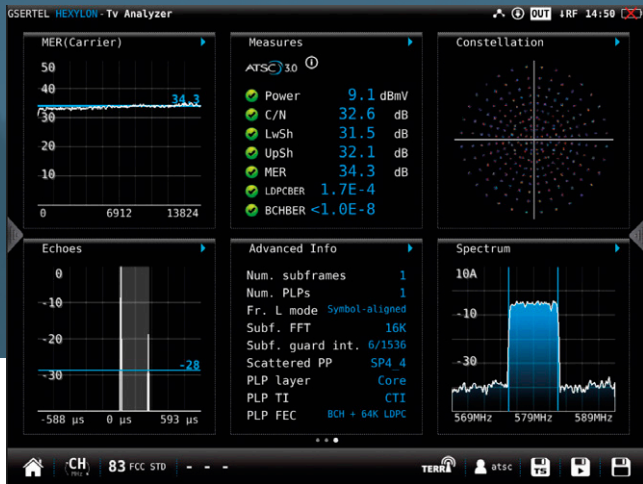 GSERTEL HEXYLON-Tv Analyzer OUT ↓RF 14:50
MER(Carrier)
50
40
34.3
30
20
10
0 6912 13824
Measures
ATSC 3.0
Power 9.1 dBmV
C/N 32.6 dB
LwSh 31.5 dB
UpSh 32.1 dB
MER 34.3 dB
LDPCBER 1.7E-4
BCHBER <1.0E-8
Constellation
Echoes
0
-10
-20
-28
-30
-588 µs 0 µs 593 µs
Advanced Info
Num. subframes 1
Num. PLPs 1
Fr. L mode Symbol-aligned
Subf. FFT 16K
Subf. guard int. 6/1536
Scattered PP SP4_4
PLP layer Core
PLP TI CTI
PLP FEC BCH + 64K LDPC
Spectrum
10A
-10
-30
569MHz 579MHz 589MHz
CH 83 FCC STD - - - TERR atsc TS
MHz